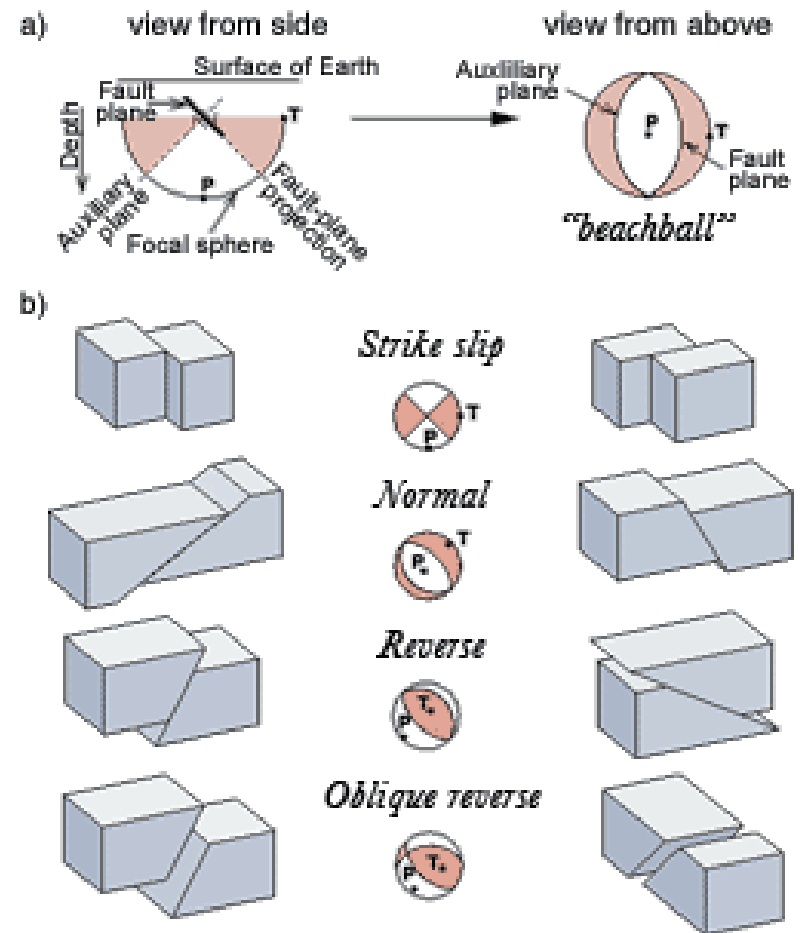 a)
view from side
view from above
Surface of Earth
Fault
plane
T
Depth
P
Auxiliary
plane
Focal sphere
Fault-plane
projection
Auxliliary
plane
P
T
Fault
plane
"beachball"
b)
Strike slip
T
P
Normal
T
P
Reverse
T
P
Oblique reverse
T
P